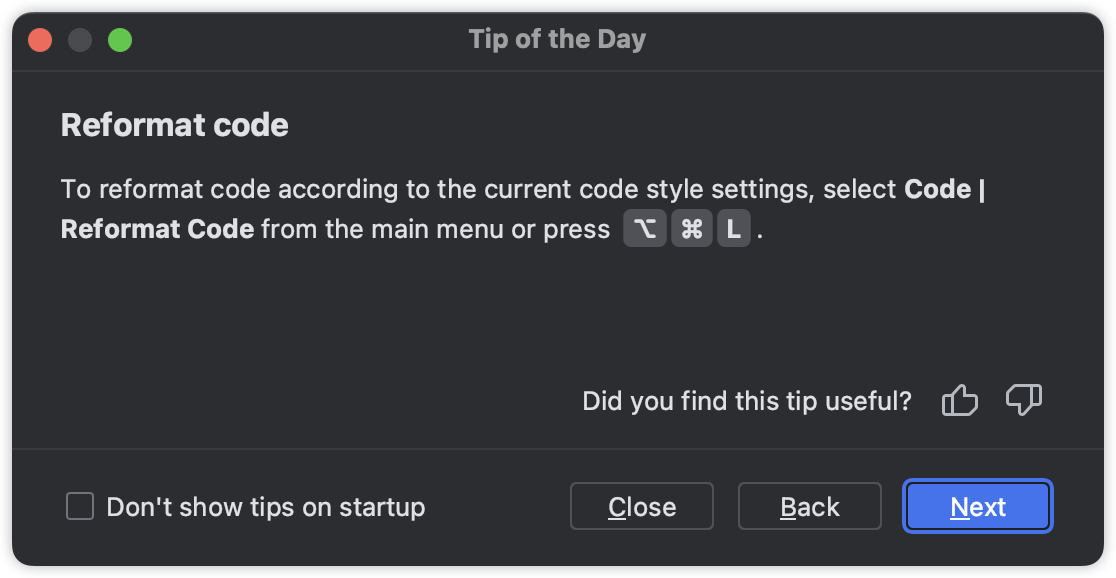 Tip of the Day
Reformat code
To reformat code according to the current code style settings, select Code |
Reformat Code from the main menu or press ⌥ ⌘ L .
Did you find this tip useful?
Don't show tips on startup
Close
Back
Next